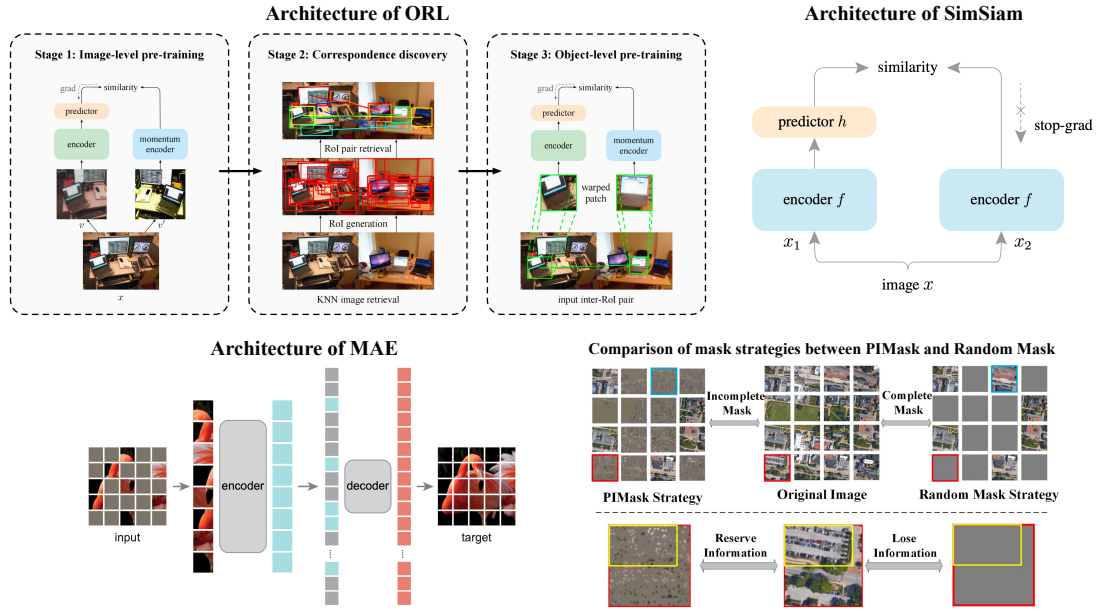 Architecture of ORL
Stage 1: Image-level pre-training
grad
similarity
predictor
encoder
momentum
encoder
v
v'
x
Stage 2: Correspondence discovery
RoI pair retrieval
RoI generation
KNN image retrieval
Stage 3: Object-level pre-training
grad
similarity
predictor
encoder
momentum
encoder
warped
patch
input inter-RoI pair
Architecture of SimSiam
similarity
predictor h
stop-grad
encoder f
encoder f
x1
x2
image x
Architecture of MAE
input
encoder
decoder
target
Comparison of mask strategies between PIMask and Random Mask
Incomplete
Mask
Complete
Mask
PIMask Strategy
Original Image
Random Mask Strategy
Reserve
Information
Lose
Information